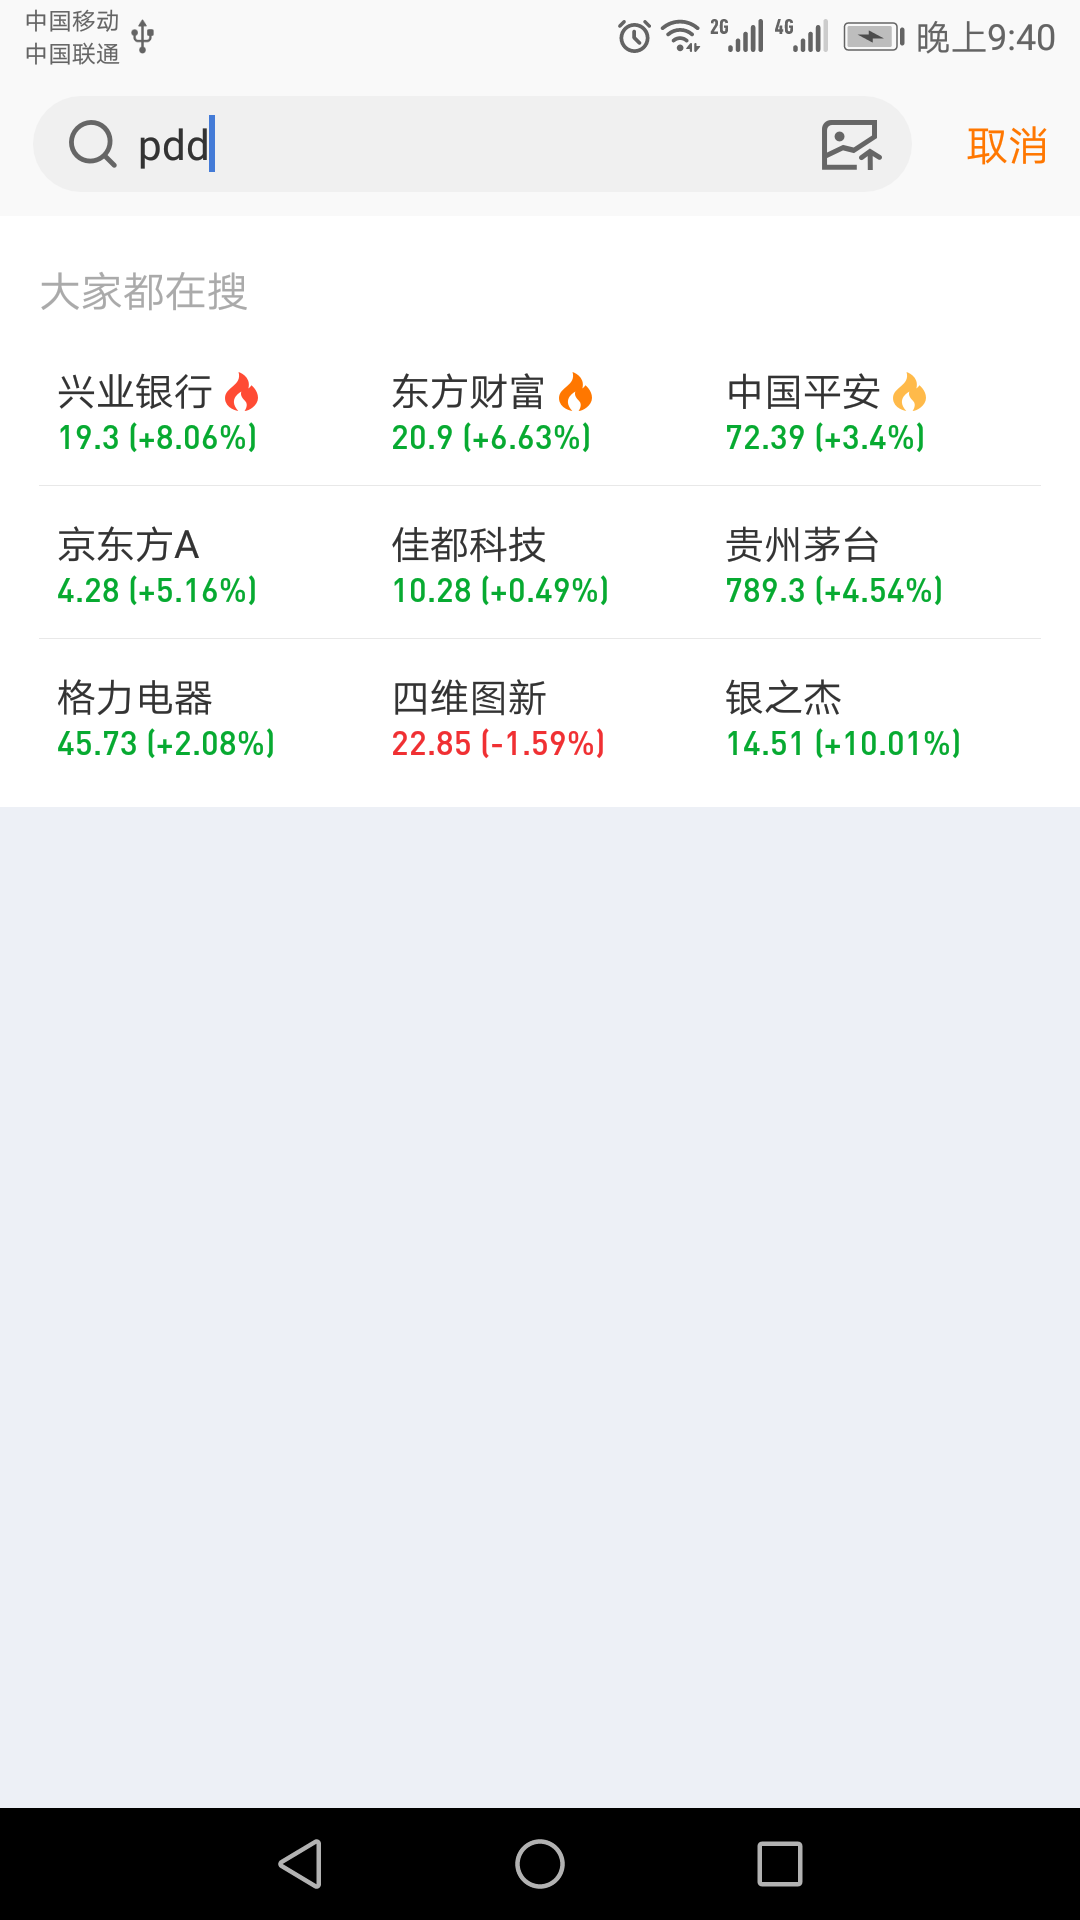 中国移动
中国联通
2G 4G 晚上9:40
pdd 取消
大家都在搜
兴业银行 东方财富 中国平安
19.3 (+8.06%) 20.9 (+6.63%) 72.39 (+3.4%)
京东方A 佳都科技 贵州茅台
4.28 (+5.16%) 10.28 (+0.49%) 789.3 (+4.54%)
格力电器 四维图新 银之杰
45.73 (+2.08%) 22.85 (-1.59%) 14.51 (+10.01%)